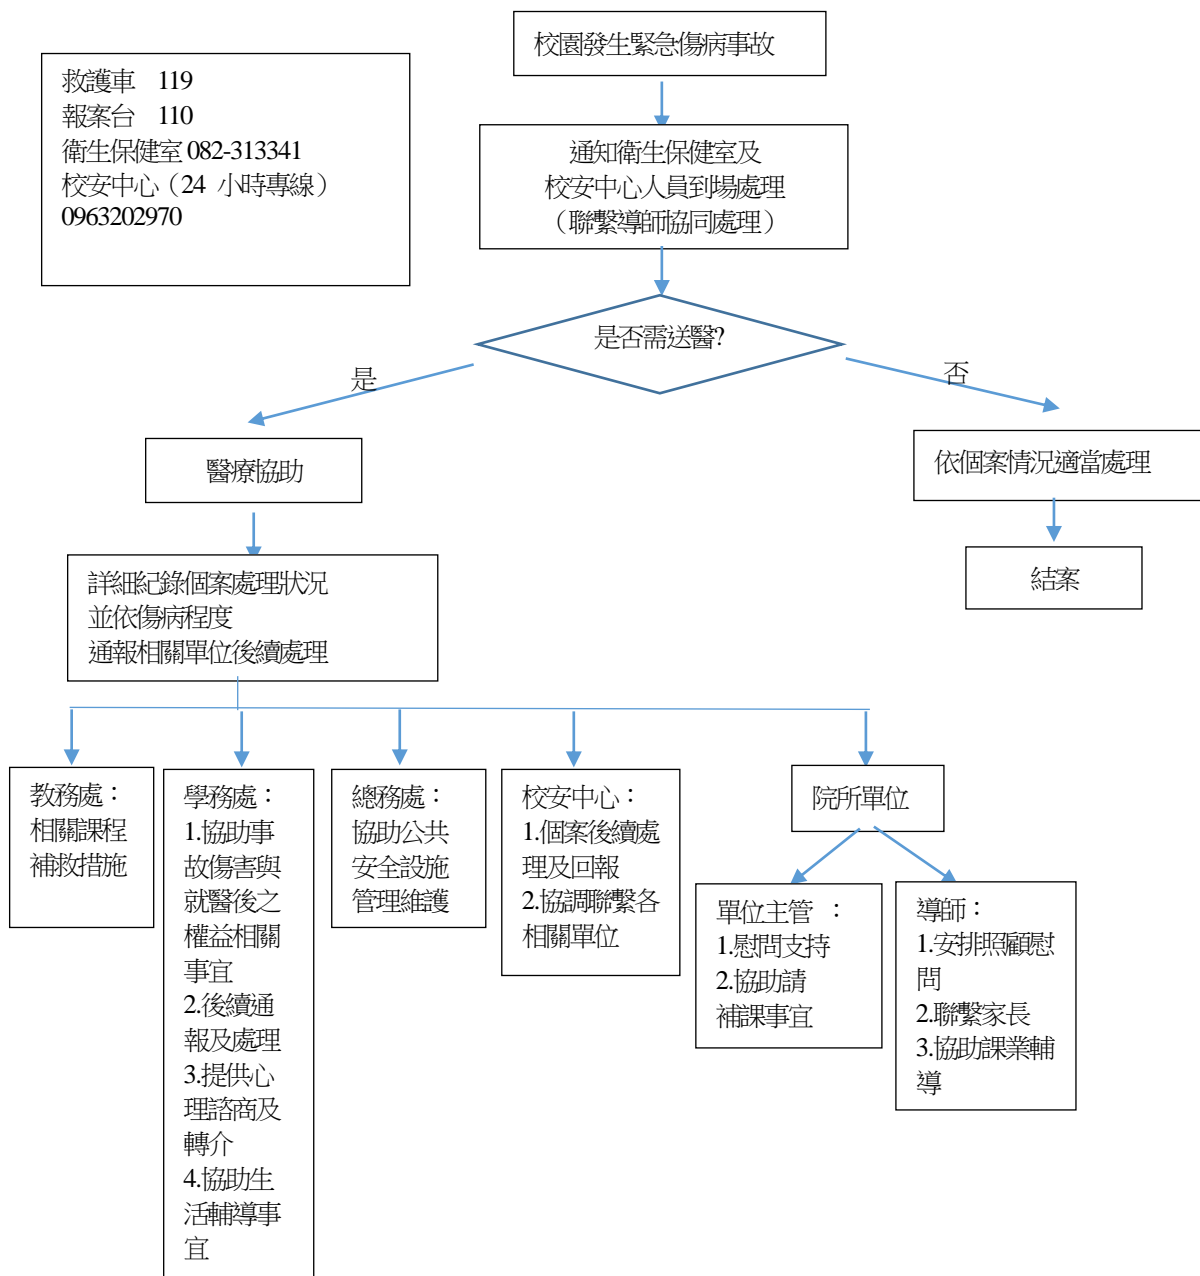 校園發生緊急傷病事故
救護車 119
報案台 110
衛生保健室 082-313341
校安中心（24 小時專線）
0963202970
通知衛生保健室及
校安中心人員到場處理
（聯繫導師協同處理）
是否需送醫?
是
否
醫療協助
依個案情況適當處理
詳細紀錄個案處理狀況
並依傷病程度
通報相關單位後續處理
結案
教務處：
相關課程
補救措施
學務處：
1.協助事
故傷害與
就醫後之
權益相關
事宜
2.後續通
報及處理
3.提供心
理諮商及
轉介
4.協助生
活輔導事
宜
總務處：
協助公共
安全設施
管理維護
校安中心：
1.個案後續處
理及回報
2.協調聯繫各
相關單位
院所單位
單位主管 ：
1.慰問支持
2.協助請
補課事宜
導師：
1.安排照顧慰
問
2.聯繫家長
3.協助課業輔
導